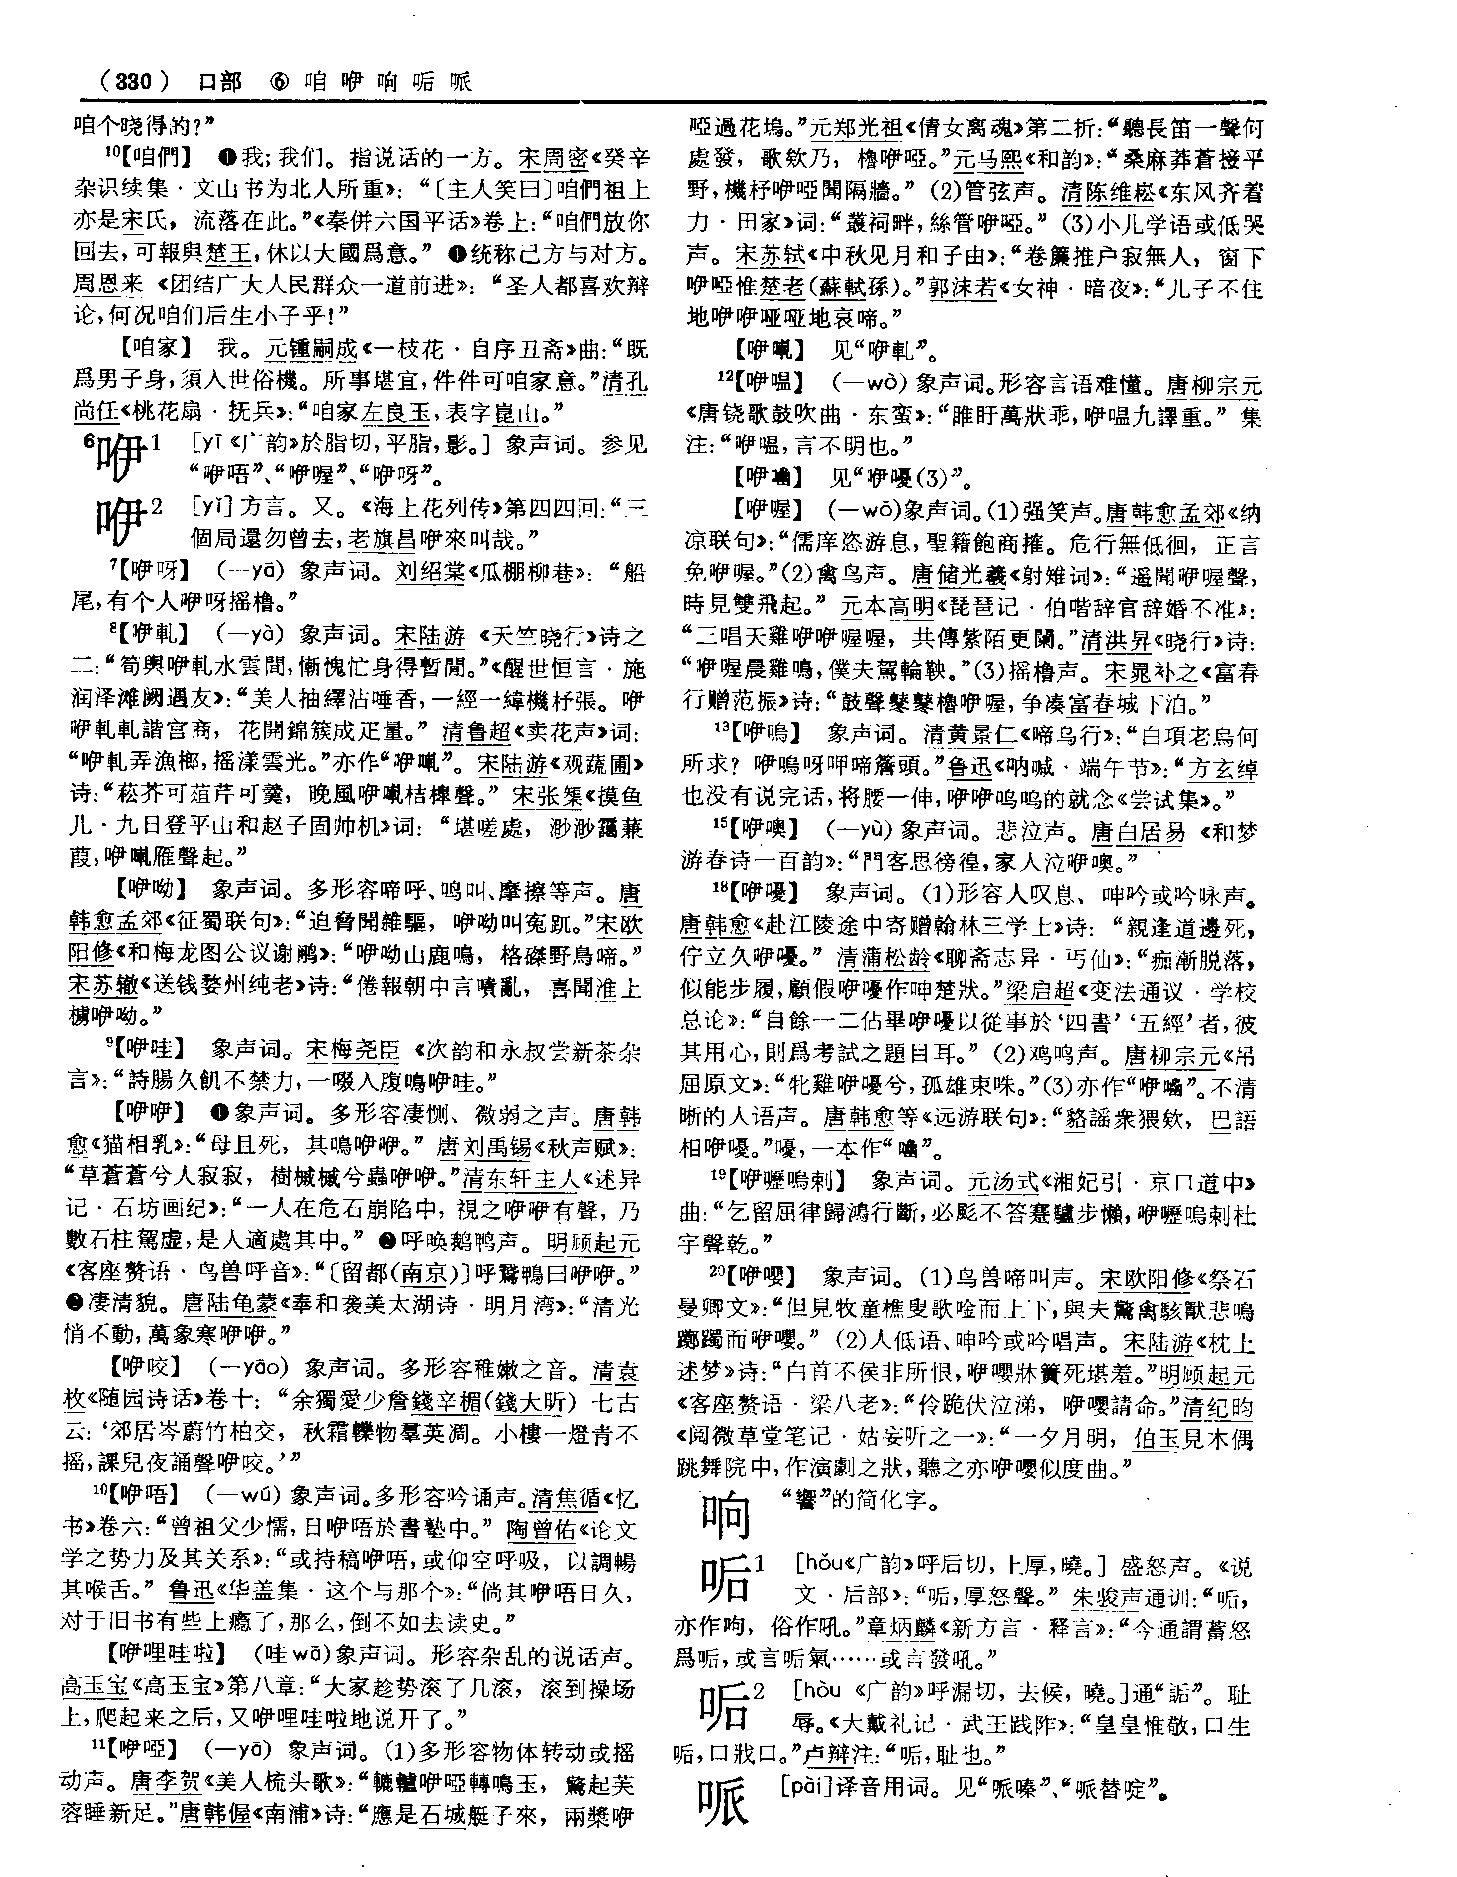 （330） 口部 ⑥ 咱咿响呫哌
咱个晓得的？”
10【咱們】 ❶我；我们。指说话的一方。宋周密《癸辛
杂识续集·文山书为北人所重》：“〔主人笑曰〕咱們祖上
亦是宋氏，流落在此。”《秦併六国平话》卷上：“咱們放你
回去，可報與楚王，休以大國爲意。” ❶统称己方与对方。
周恩来《团结广大人民群众一道前进》：“圣人都喜欢辩
论，何况咱们后生小子乎！”
【咱家】 我。元锺嗣成《一枝花·自序丑斋》曲：“既
爲男子身，須入世俗機。所事堪宜，件件可咱家意。”清孔
尚任《桃花扇·抚兵》：“咱家左良玉，表字崑山。”
6咿1 ［yī《广韵》於脂切，平脂，影。］象声词。参见
“咿唔”、“咿喔”、“咿呀”。
咿2 ［yǐ］方言。又。《海上花列传》第四四回：“三
個局還勿曾去，老旗昌咿來叫哉。”
7【咿呀】 （—yā）象声词。刘绍棠《瓜棚柳巷》：“船
尾，有个人咿呀摇橹。”
8【咿軋】 （—yà）象声词。宋陆游《天竺晓行》诗之
二：“筍輿咿軋水雲間，慚愧忙身得暫閒。”《醒世恒言·施
润泽滩阙遇友》：“美人抽繹沾唾香，一經一緯機杼張。咿
咿軋軋諧宫商，花開錦簇成疋量。” 清鲁超《卖花声》词：
“咿軋弄漁榔，摇漾雲光。”亦作“咿嘎”。宋陆游《观蔬圃》
诗：“菘芥可葅芹可羹，晚風咿桔橰聲。” 宋张榘《摸鱼
儿·九日登平山和赵子固帅机》词：“堪嗟處，渺渺靄蒹
葭，咿雁聲起。”
【咿呦】 象声词。多形容啼呼、鸣叫、摩擦等声。唐
韩愈孟郊《征蜀联句》：“迫脅聞雜驅，咿呦叫冤趴。”宋欧
阳修《和梅龙图公议谢鹇》：“咿呦山鹿鳴，格磔野鳥啼。”
宋苏辙《送钱婺州纯老》诗：“倦報朝中言嘖亂，喜聞淮上
櫓咿呦。”
9【咿哇】 象声词。宋梅尧臣《次韵和永叔尝新茶杂
言》：“詩腸久飢不禁力，一啜入腹鳴咿哇。”
【咿咿】 ❶象声词。多形容凄恻、微弱之声。唐韩
愈《猫相乳》：“母且死，其鳴咿咿。” 唐刘禹锡《秋声赋》：
“草蒼蒼兮人寂寂，樹槭槭兮蟲咿咿。”清东轩主人《述异
记·石坊画纪》：“一人在危石崩陷中，視之咿咿有聲，乃
數石柱駕虚，是人適處其中。” ❷呼唤鹅鸭声。明顾起元
《客座赘语·鸟兽呼音》：“〔留都（南京）〕呼鵞鴨曰咿咿。”
❸凄清貌。唐陆龟蒙《奉和袭美太湖诗·明月湾》：“清光
悄不動，萬象寒咿咿。”
【咿咬】 （—yāo）象声词。多形容稚嫩之音。清袁
枚《随园诗话》卷十：“余獨愛少詹錢辛楣（錢大昕）七古
云：‘郊居岑蔚竹柏交，秋霜轢物羣英凋。小樓一燈青不
摇，課兒夜誦聲咿咬。’”
10【咿唔】 （—wú）象声词。多形容吟诵声。清焦循《忆
书》卷六：“曾祖父少懦，日咿唔於書塾中。” 陶曾佑《论文
学之势力及其关系》：“或持稿咿唔，或仰空呼吸，以調暢
其喉舌。” 鲁迅《华盖集·这个与那个》：“倘其咿唔日久，
对于旧书有些上瘾了，那么，倒不如去读史。”
【咿哩哇啦】 （哇wā）象声词。形容杂乱的说话声。
高玉宝《高玉宝》第八章：“大家趁势滚了几滚，滚到操场
上，爬起来之后，又咿哩哇啦地说开了。”
11【咿啞】 （—yā）象声词。（1）多形容物体转动或摇
动声。唐李贺《美人梳头歌》：“轆轤咿啞轉鳴玉，驚起芙
蓉睡新足。”唐韩偓《南浦》诗：“應是石城艇子來，兩槳咿
啞過花塢。”元郑光祖《倩女离魂》第二折：“聽長笛一聲何
處發，歌欸乃，櫓咿啞。”元马熙《和韵》：“桑麻莽蒼接平
野，機杼咿啞聞隔牆。”（2）管弦声。清陈维崧《东风齐着
力·田家》词：“叢祠畔，絲管咿啞。”（3）小儿学语或低哭
声。宋苏轼《中秋见月和子由》：“卷簾推户寂無人，窗下
咿啞惟楚老（蘇軾孫）。”郭沫若《女神·暗夜》：“儿子不住
地咿咿哑哑地哀啼。”
见“咿軋”。
12【咿嗢】 （—wò）象声词。形容言语难懂。唐柳宗元
《唐铙歌鼓吹曲·东蛮》：“睢盱萬狀乖，咿嗢九譯重。” 集
注：“咿嗢，言不明也。”
见“咿嚘（3）”。
【咿喔】 （—wō）象声词。（1）强笑声。唐韩愈孟郊《纳
凉联句》：“儒庠恣游息，聖籍飽商搉。危行無低徊，正言
免咿喔。”（2）禽鸟声。唐储光羲《射雉词》：“遥聞咿喔聲，
時見雙飛起。” 元本高明《琵琶记·伯喈辞官辞婚不准》：
“三唱天雞咿咿喔喔，共傳紫陌更闌。”清洪昇《晓行》诗：
“咿喔晨雞鳴，僕夫駕輪鞅。”（3）摇橹声。宋晁补之《富春
行赠范振》诗：“鼓聲鼕鼕櫓咿喔，争凑富春城下泊。”
13【咿嗚】 象声词。清黄景仁《啼乌行》：“白項老烏何
所求？咿嗚呀呷啼簷頭。”鲁迅《呐喊·端午节》：“方玄绰
也没有说完话，将腰一伸，咿咿呜呜的就念《尝试集》。”
15【咿噢】 （—yù）象声词。悲泣声。唐白居易《和梦
游春诗一百韵》：“門客思徬徨，家人泣咿噢。”
18【咿嚘】 象声词。（1）形容人叹息、呻吟或吟咏声。
唐韩愈《赴江陵途中寄赠翰林三学士》诗：“親逢道邊死，
佇立久咿嚘。” 清蒲松龄《聊斋志异·丐仙》：“痂漸脱落，
似能步履，顧假咿嚘作呻楚狀。”梁启超《变法通议·学校
总论》：“自餘一二佔畢咿嚘以從事於‘四書’‘五經’者，彼
其用心，則爲考試之題目耳。”（2）鸡鸣声。唐柳宗元《吊
屈原文》：“牝雞咿嚘兮，孤雄束咮。”（3）亦作“”。不清
晰的人语声。唐韩愈等《远游联句》：“貉謡衆猥欸，巴語
相咿嚘。”嚘，一本作“”。
19【咿嚦嗚剌】 象声词。元汤式《湘妃引·京口道中》
曲：“乞留屈律歸鴻行斷，必彪不答蹇驢步懶，咿嚦嗚剌杜
宇聲乾。”
20【咿嚶】 象声词。（1）鸟兽啼叫声。宋欧阳修《祭石
曼卿文》：“但見牧童樵叟歌唫而上下，與夫驚禽駭獸悲鳴
躑躅而咿嚶。”（2）人低语、呻吟或吟唱声。宋陆游《枕上
述梦》诗：“白首不侯非所恨，咿嚶牀簀死堪羞。”明顾起元
《客座赘语·梁八老》：“伶跪伏泣涕，咿嚶請命。”清纪昀
《阅微草堂笔记·姑妄听之一》：“一夕月明，伯玉見木偶
跳舞院中，作演劇之狀，聽之亦咿嚶似度曲。”
响 “響”的简化字。
㖃1 ［hǒu《广韵》呼后切，上厚，曉。］盛怒声。《说
文·后部》：“㖃，厚怒聲。” 朱骏声通训：“㖃，
亦作呴，俗作吼。”章炳麟《新方言·释言》：“今通謂蓄怒
爲㖃，或言㖃氣……或言發吼。”
㖃2 ［hòu《广韵》呼漏切，去候，曉。］通“詬”。耻
辱。《大戴礼记·武王践阼》：“皇皇惟敬，口生
㖃，口戕口。”卢辩注：“㖃，耻也。”
哌 ［pài］译音用词。见“哌嗪”、“哌替啶”。